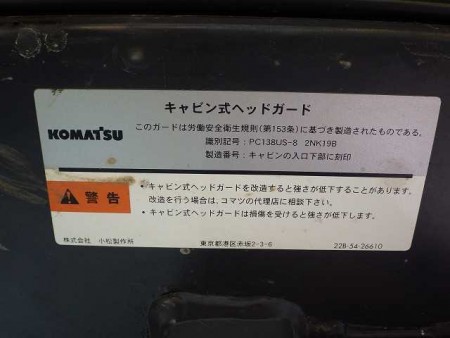 キャビン式ヘッドガード
KOMATSU
このガードは労働安全衛生規則(第153条)に基づき製造されたものである。
識別記号:PC138US-8 2NK19B
製造番号:キャビンの入口下部に刻印
警告
• キャビン式ヘッドガードを改造すると強さが低下することがあります。
改造を行う場合は、コマツの代理店に相談下さい。
• キャビン式ヘッドガードは損傷を受けると強さが低下します。
株式会社 小松製作所 東京都港区赤坂2-3-6 22B-54-26610